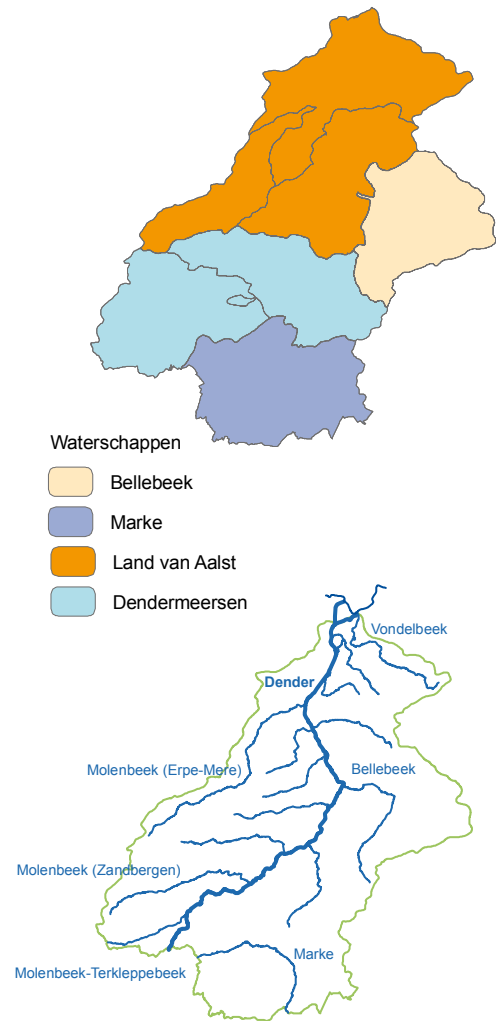 Waterschappen
Bellebeek
Marke
Land van Aalst
Dendermeersen
Vondelbeek
Dender
Molenbeek (Erpe-Mere)
Bellebeek
Molenbeek (Zandbergen)
Marke
Molenbeek-Terkleppebeek